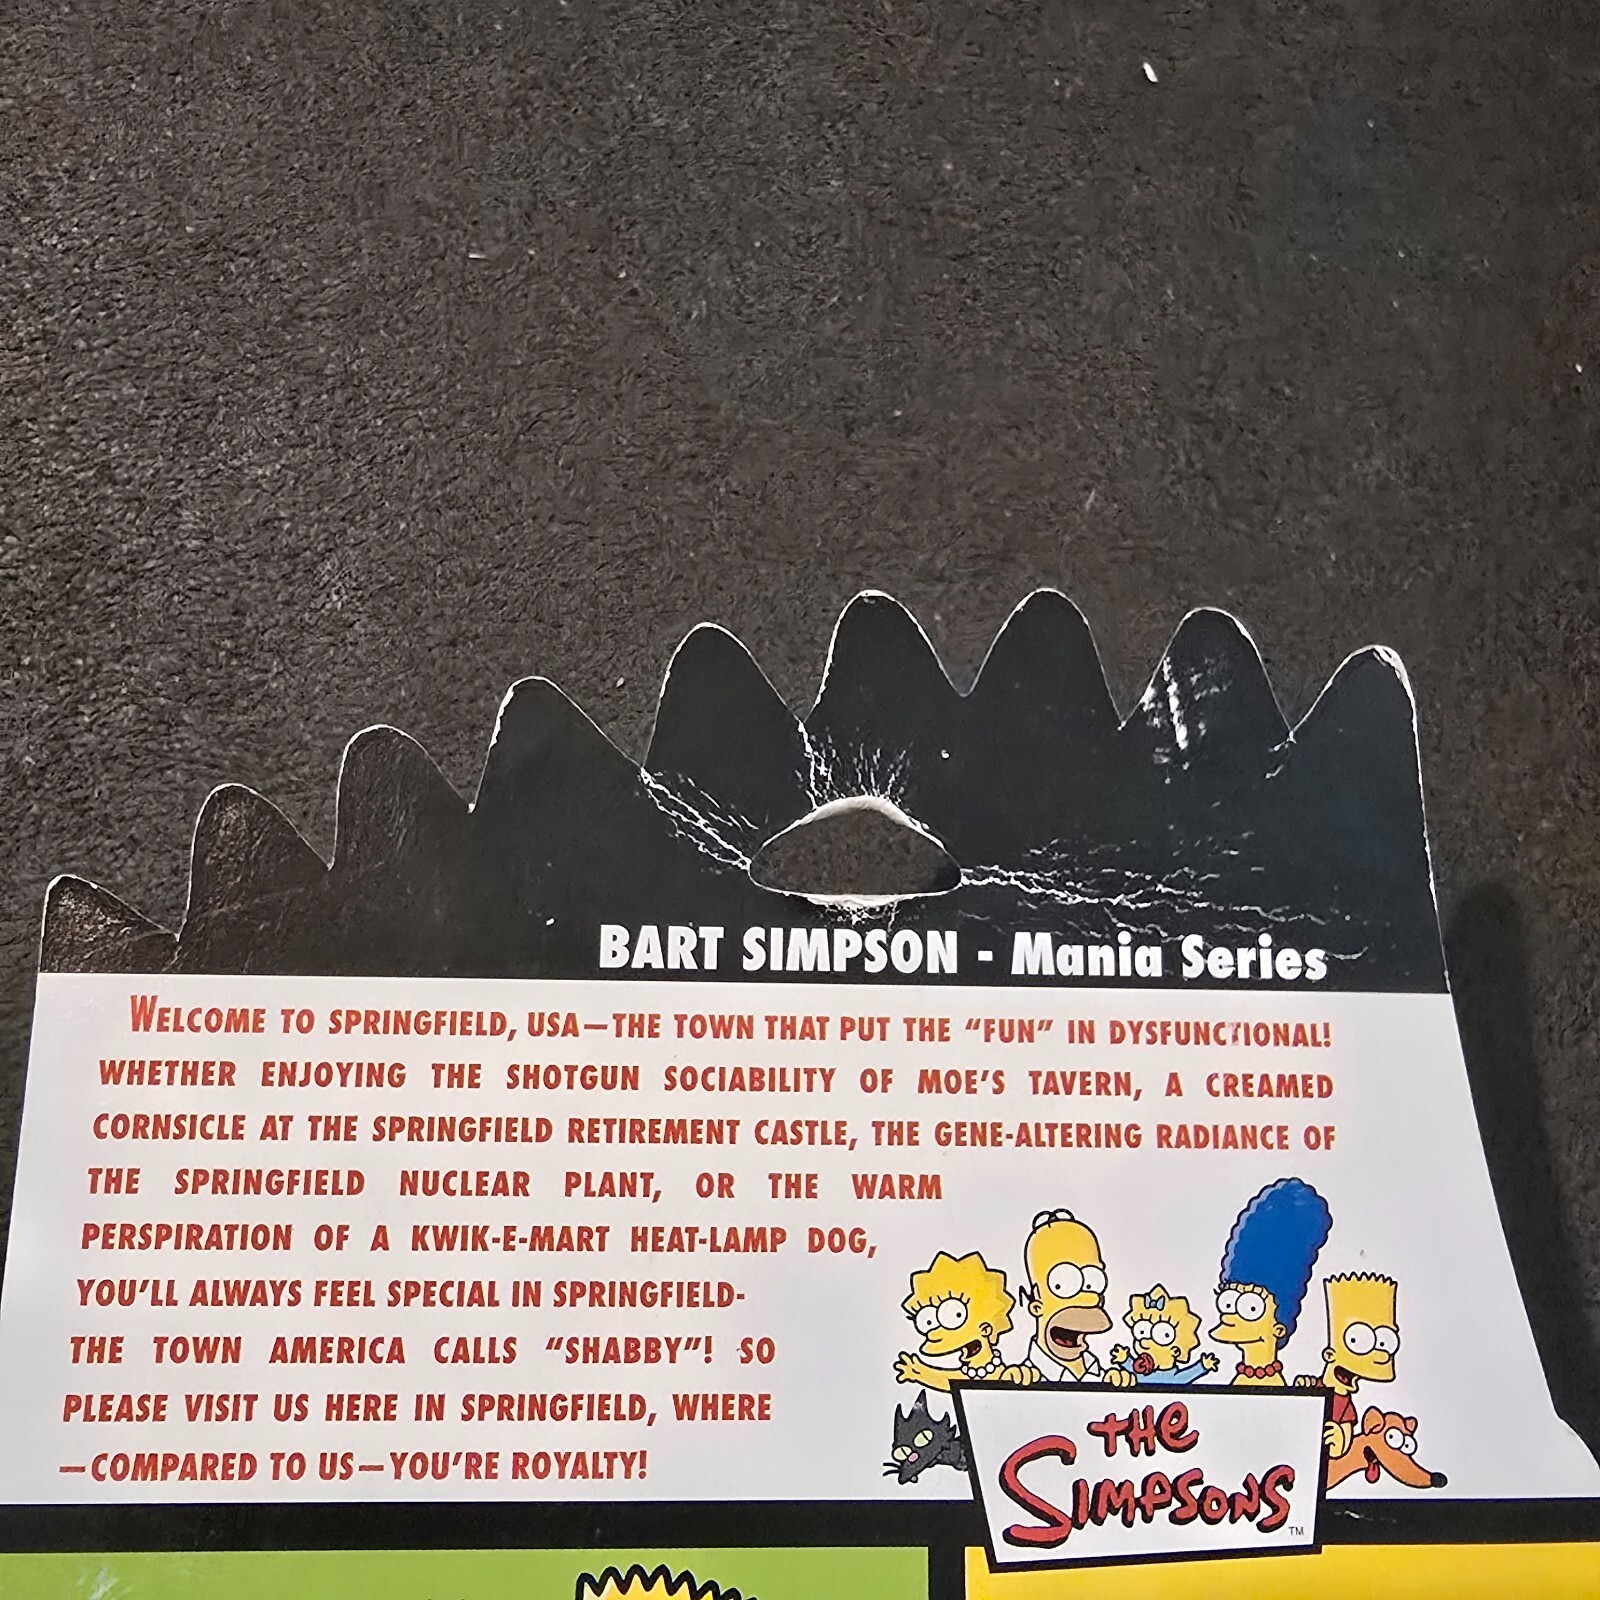 BART SIMPSON - Mania Series
WELCOME TO SPRINGFIELD, USA—THE TOWN THAT PUT THE "FUN" IN DYSFUNCTIONAL!
WHETHER ENJOYING THE SHOTGUN SOCIABILITY OF MOE'S TAVERN, A CREAMED
CORNSICLE AT THE SPRINGFIELD RETIREMENT CASTLE, THE GENE-ALTERING RADIANCE OF
THE SPRINGFIELD NUCLEAR PLANT, OR THE WARM
PERSPIRATION OF A KWIK-E-MART HEAT-LAMP DOG,
YOU'LL ALWAYS FEEL SPECIAL IN SPRINGFIELD-
THE TOWN AMERICA CALLS "SHABBY"! SO
PLEASE VISIT US HERE IN SPRINGFIELD, WHERE
—COMPARED TO US—YOU'RE ROYALTY!
THE
SIMPSONS
TM